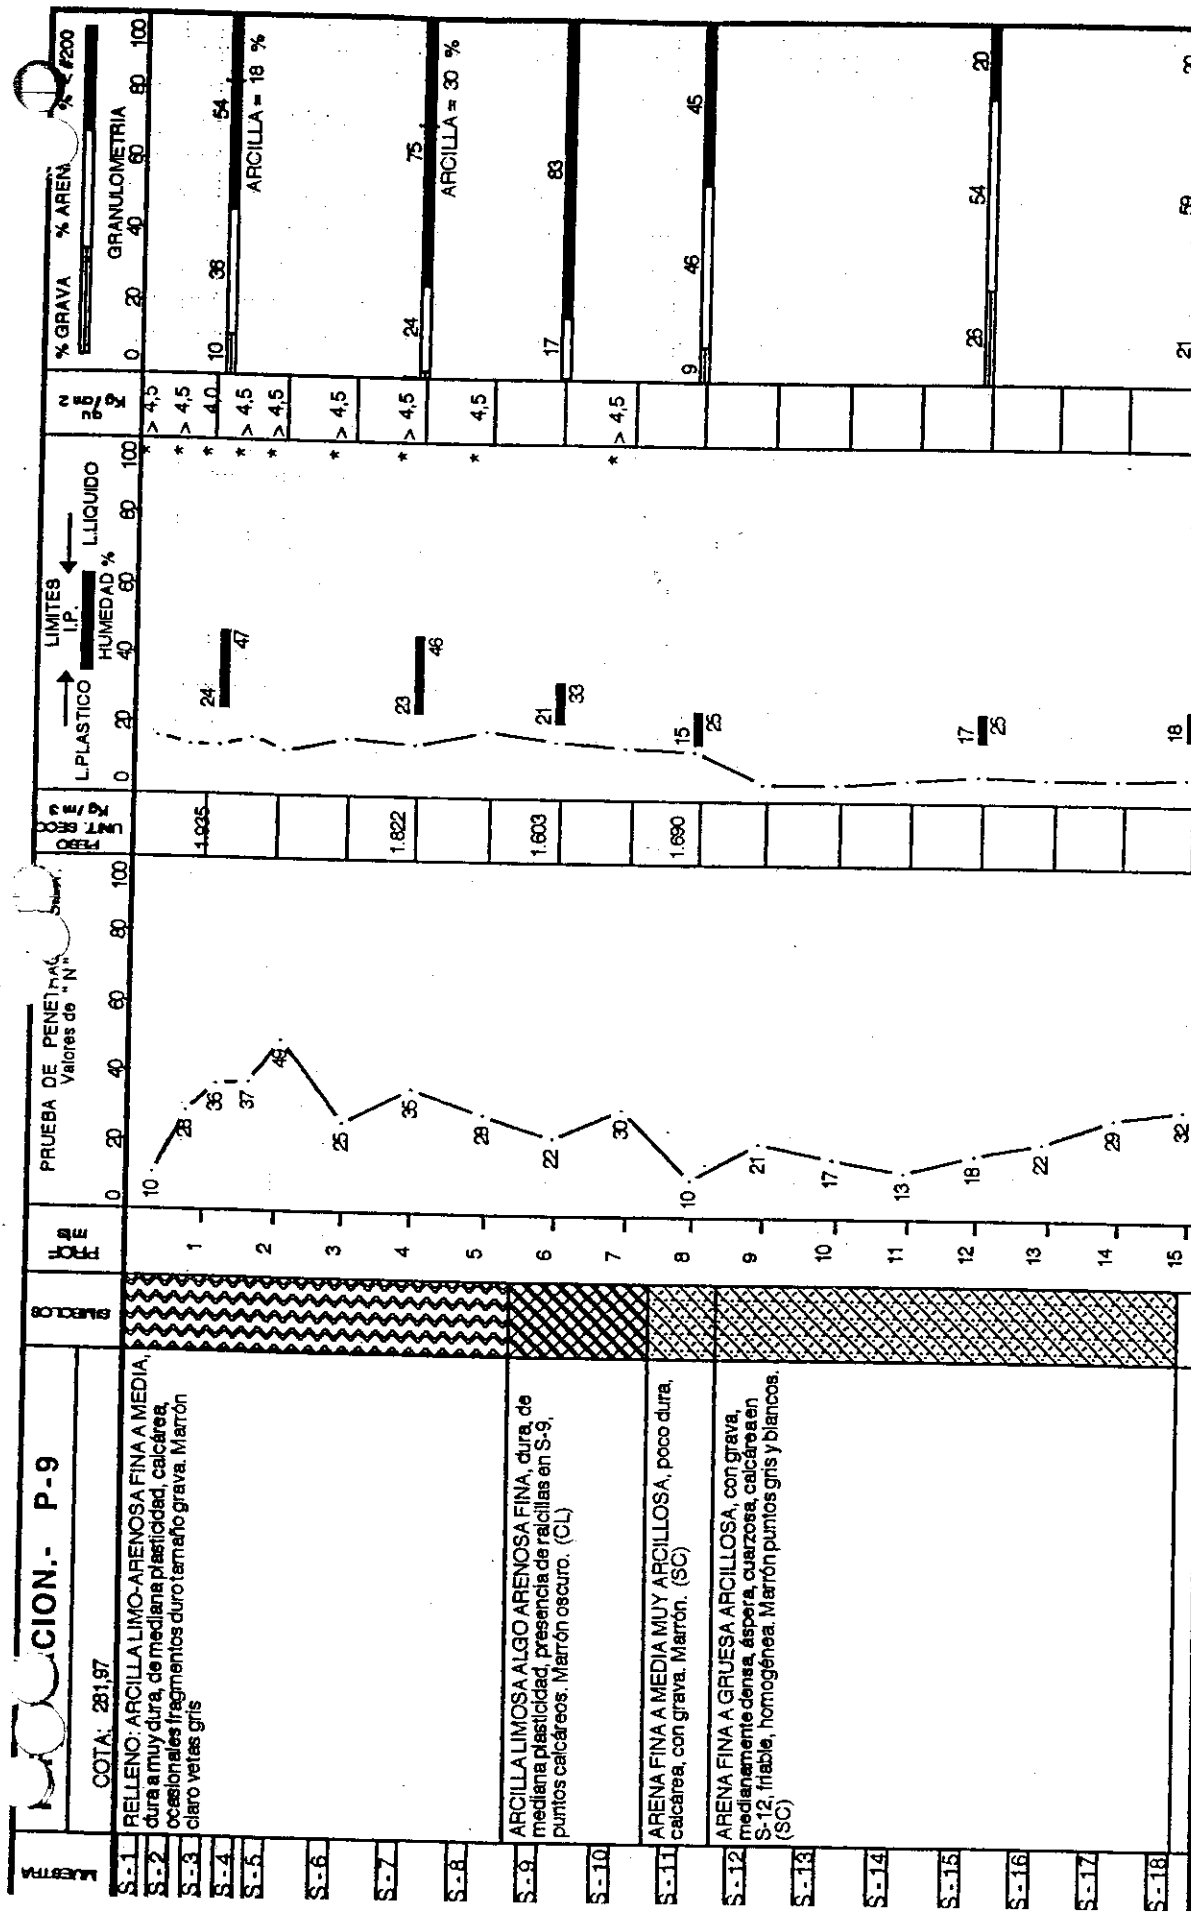 CION.- P-9
COTA: 281,97
MUESTRA
SIMBOLOS
PROF.
mts
PRUEBA DE PENETRAC
Valores de "N"
0 20 40 60 80 100
PESO
UNIT. SECO
Kg/m3
L.PLASTICO
LIMITES
I.P.
L.LIQUIDO
HUMEDAD %
0 20 40 60 80 100
qu
Kg/cm2
% GRAVA % ARENA % < #200
GRANULOMETRIA
0 20 40 60 80 100
S-1
S-2
S-3
S-4
S-5
S-6
S-7
S-8
S-9
S-10
S-11
S-12
S-13
S-14
S-15
S-16
S-17
S-18
RELLENO: ARCILLA LIMO-ARENOSA FINA A MEDIA,
dura a muy dura, de mediana plasticidad, calcárea,
ocasionales fragmentos duro tamaño grava. Marrón
claro vetas gris
ARCILLA LIMOSA ALGO ARENOSA FINA, dura, de
mediana plasticidad, presencia de raicillas en S-9,
puntos calcáreos. Marrón oscuro. (CL)
ARENA FINA A MEDIA MUY ARCILLOSA, poco dura,
calcárea, con grava. Marrón. (SC)
ARENA FINA A GRUESA ARCILLOSA, con grava,
medianamente densa, áspera, cuarzosa, calcárea en
S-12, friable, homogénea. Marrón puntos gris y blancos.
(SC)
1
2
3
4
5
6
7
8
9
10
11
12
13
14
15
10
28
36
37
49
25
35
28
22
30
10
21
17
13
18
22
29
32
1.935
1.822
1.603
1.690
24 47
23 46
21 33
15 25
17 25
18
* > 4,5
* > 4,5
* 4,0
* > 4,5
* > 4,5
* > 4,5
* > 4,5
* 4,5
* > 4,5
10 36 54
ARCILLA = 18 %
24 75
ARCILLA = 30 %
17 83
9 46 45
26 54 20
21 59 20